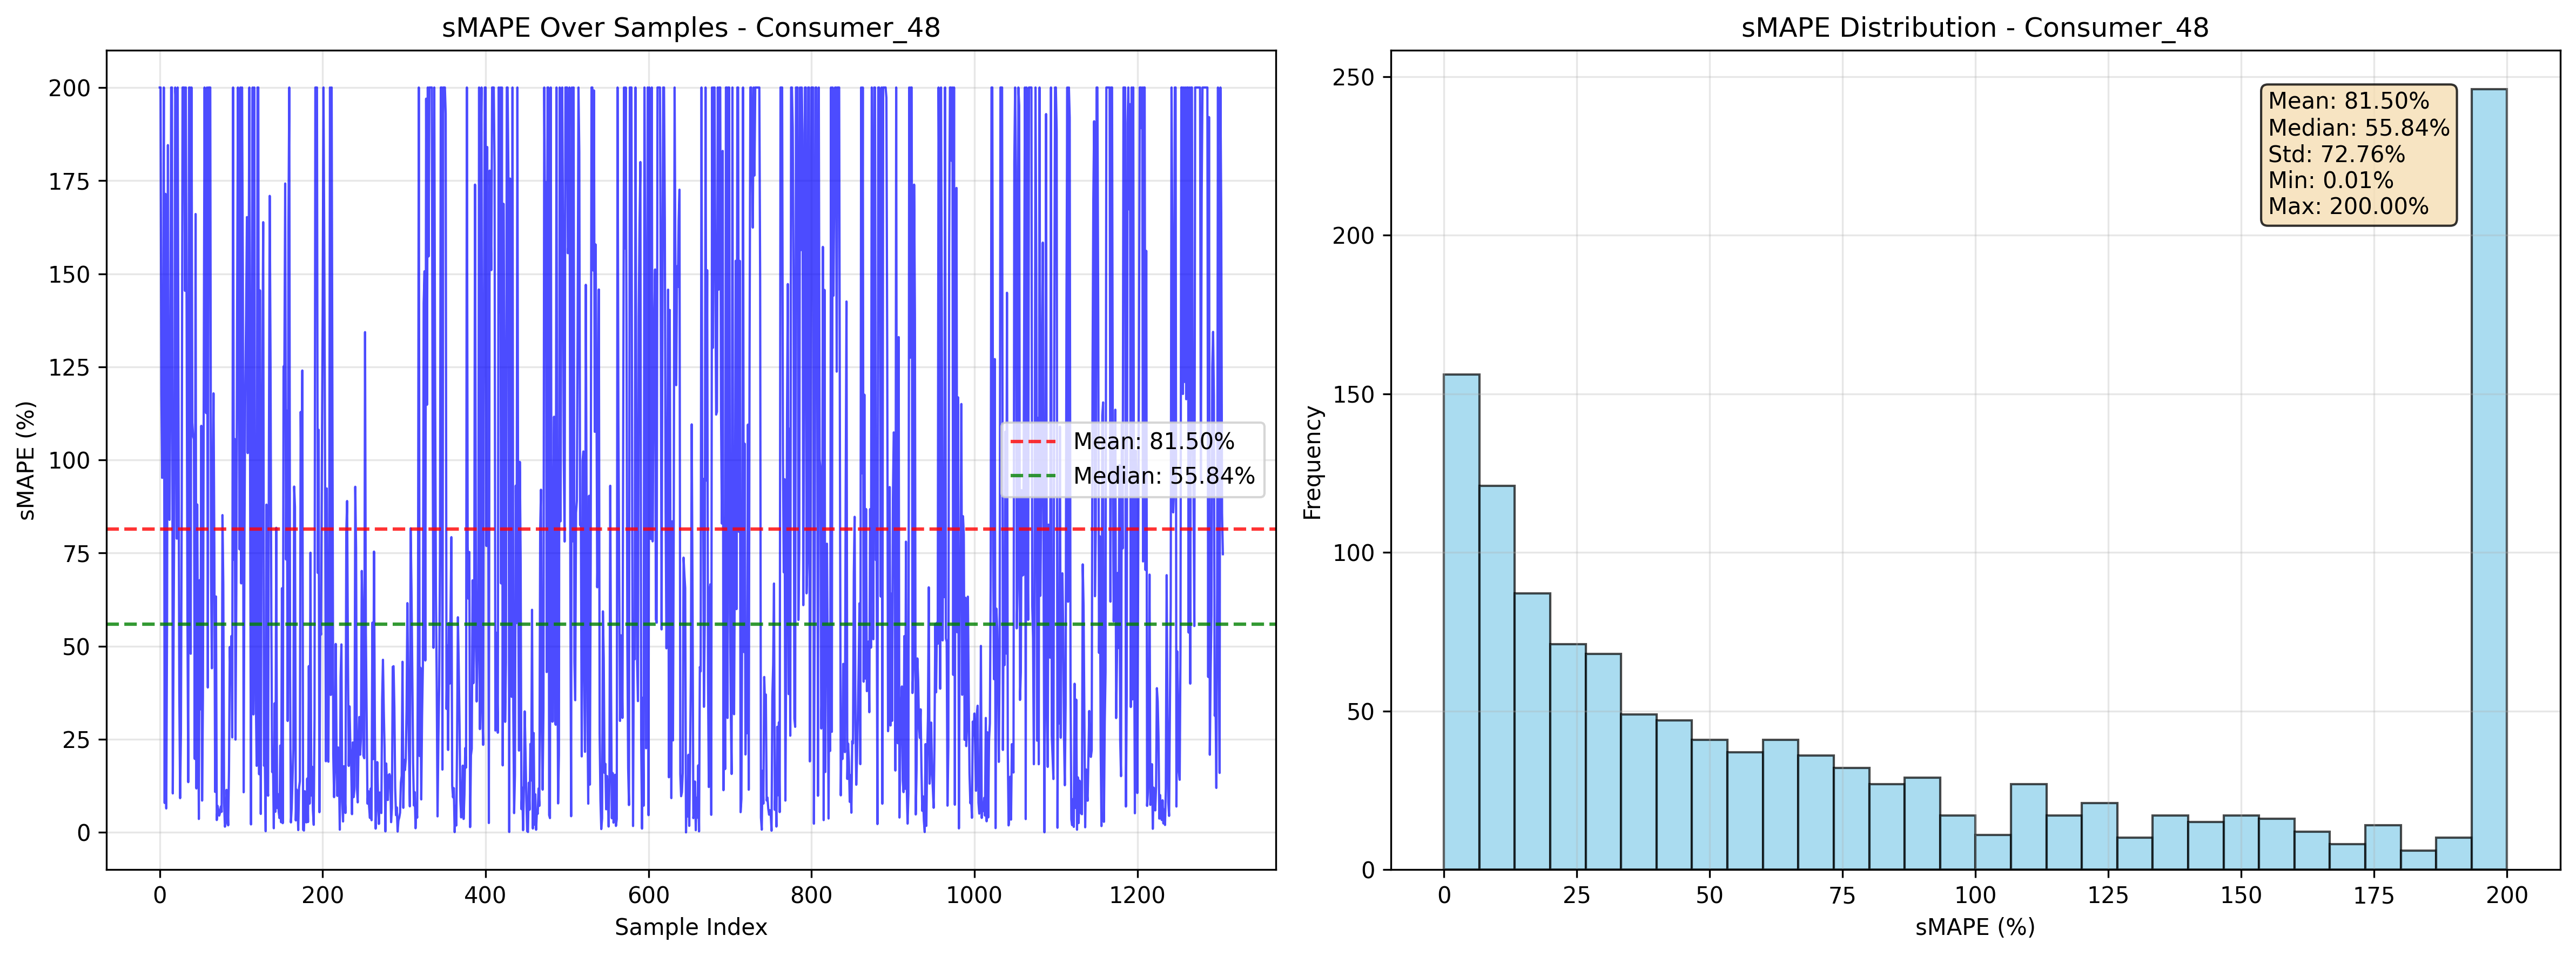 sMAPE Over Samples - Consumer_48
sMAPE (%)
200
175
150
125
100
75
50
25
0
Mean: 81.50%
Median: 55.84%
0
200
400
600
800
1000
1200
Sample Index
sMAPE Distribution - Consumer_48
Frequency
250
200
150
100
50
0
Mean: 81.50%
Median: 55.84%
Std: 72.76%
Min: 0.01%
Max: 200.00%
0
25
50
75
100
125
150
175
200
sMAPE (%)